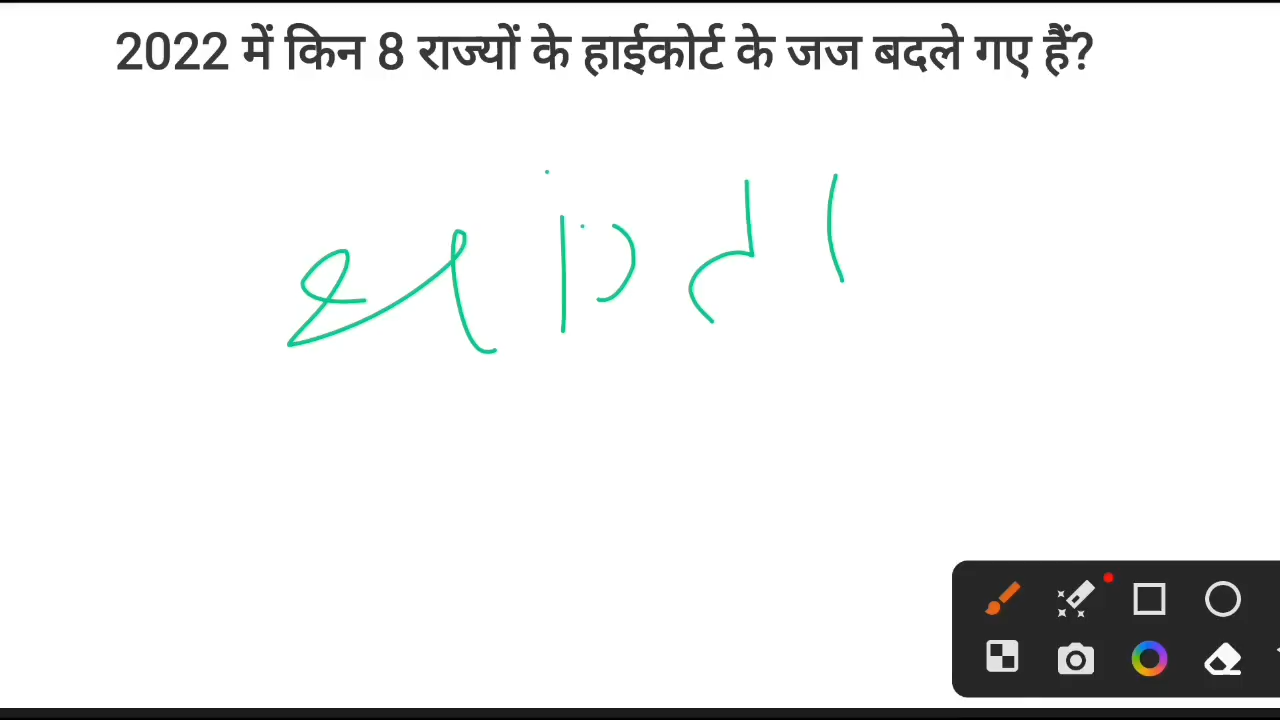 2022 में किन 8 राज्यों के हाईकोर्ट के जज बदले गए हैं?